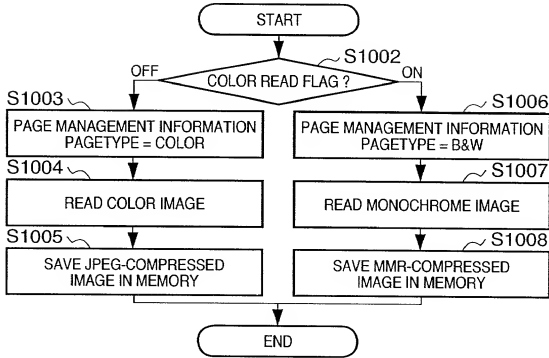 START
S1002
COLOR READ FLAG ?
OFF
ON
S1003
PAGE MANAGEMENT INFORMATION
PAGETYPE = COLOR
S1004
READ COLOR IMAGE
S1005
SAVE JPEG-COMPRESSED
IMAGE IN MEMORY
S1006
PAGE MANAGEMENT INFORMATION
PAGETYPE = B&W
S1007
READ MONOCHROME IMAGE
S1008
SAVE MMR-COMPRESSED
IMAGE IN MEMORY
END